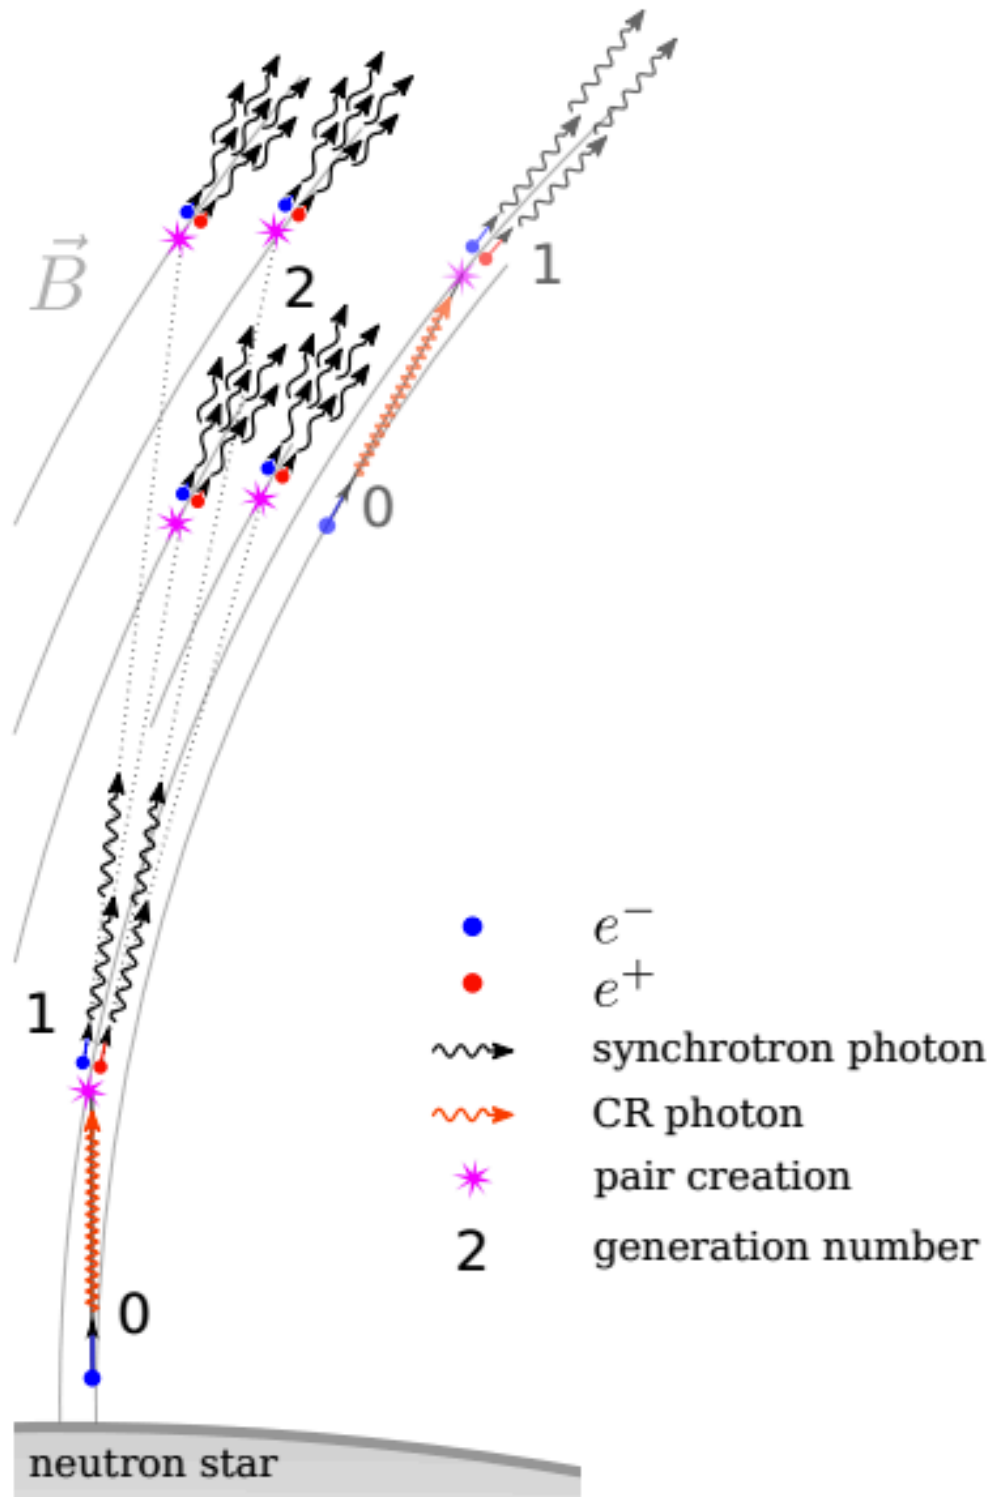 B⃗
2
1
0
1
0
e⁻
e⁺
synchrotron photon
CR photon
pair creation
2 generation number
neutron star